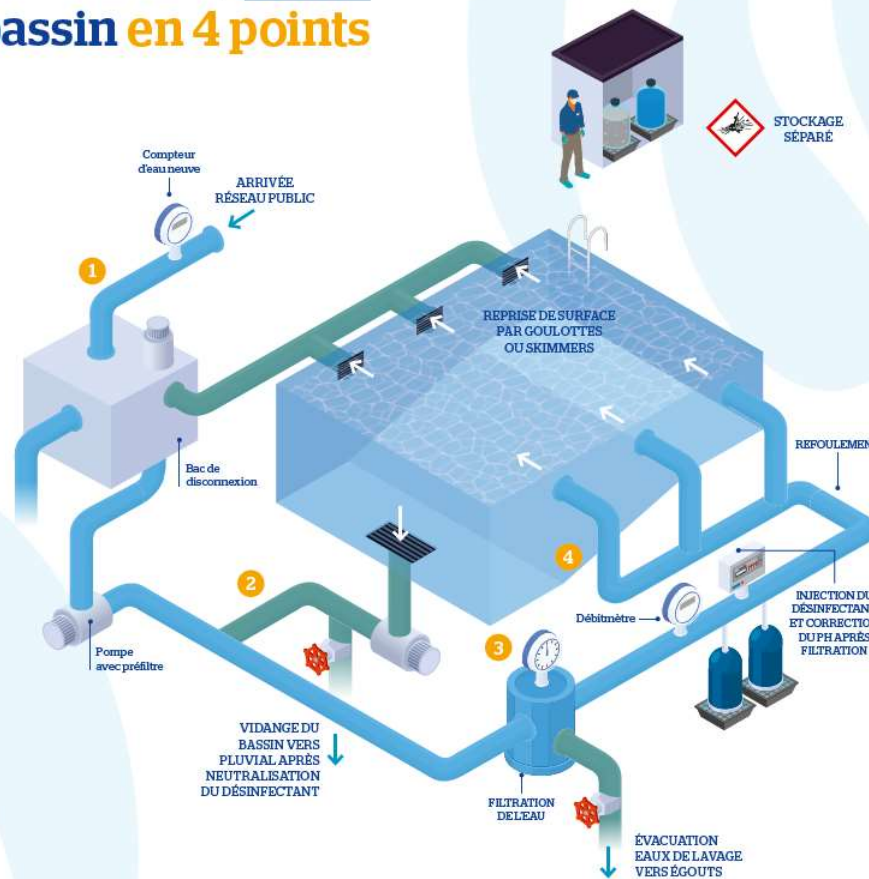 bassin en 4 points
STOCKAGE
SÉPARÉ
Compteur
d'eau neuve
ARRIVÉE
RÉSEAU PUBLIC
1
REPRISE DE SURFACE
PAR GOULOTTES
OU SKIMMERS
Bac de
disconnexion
REFOULEMEN
2
4
Débitmètre
INJECTION DU
DÉSINFECTAN
ET CORRECTIO
DU PH APRÈS
FILTRATION
3
Pompe
avec préfiltre
VIDANGE DU
BASSIN VERS
PLUVIAL APRÈS
NEUTRALISATION
DU DÉSINFECTANT
FILTRATION
DE L'EAU
ÉVACUATION
EAUX DE LAVAGE
VERS ÉGOUTS